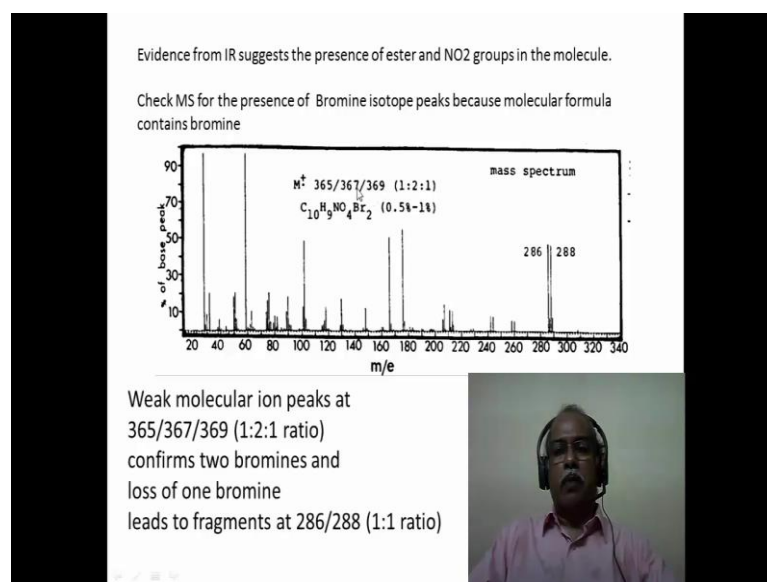 Evidence from IR suggests the presence of ester and NO2 groups in the molecule.
Check MS for the presence of Bromine isotope peaks because molecular formula
contains bromine
mass spectrum
M+· 365/367/369 (1:2:1)
C10H9NO4Br2 (0.5%-1%)
286 288
% of base peak
90
70
50
30
10
20 40 60 80 100 120 140 160 180 200 220 240 260 280 300 320 340
m/e
Weak molecular ion peaks at
365/367/369 (1:2:1 ratio)
confirms two bromines and
loss of one bromine
leads to fragments at 286/288 (1:1 ratio)